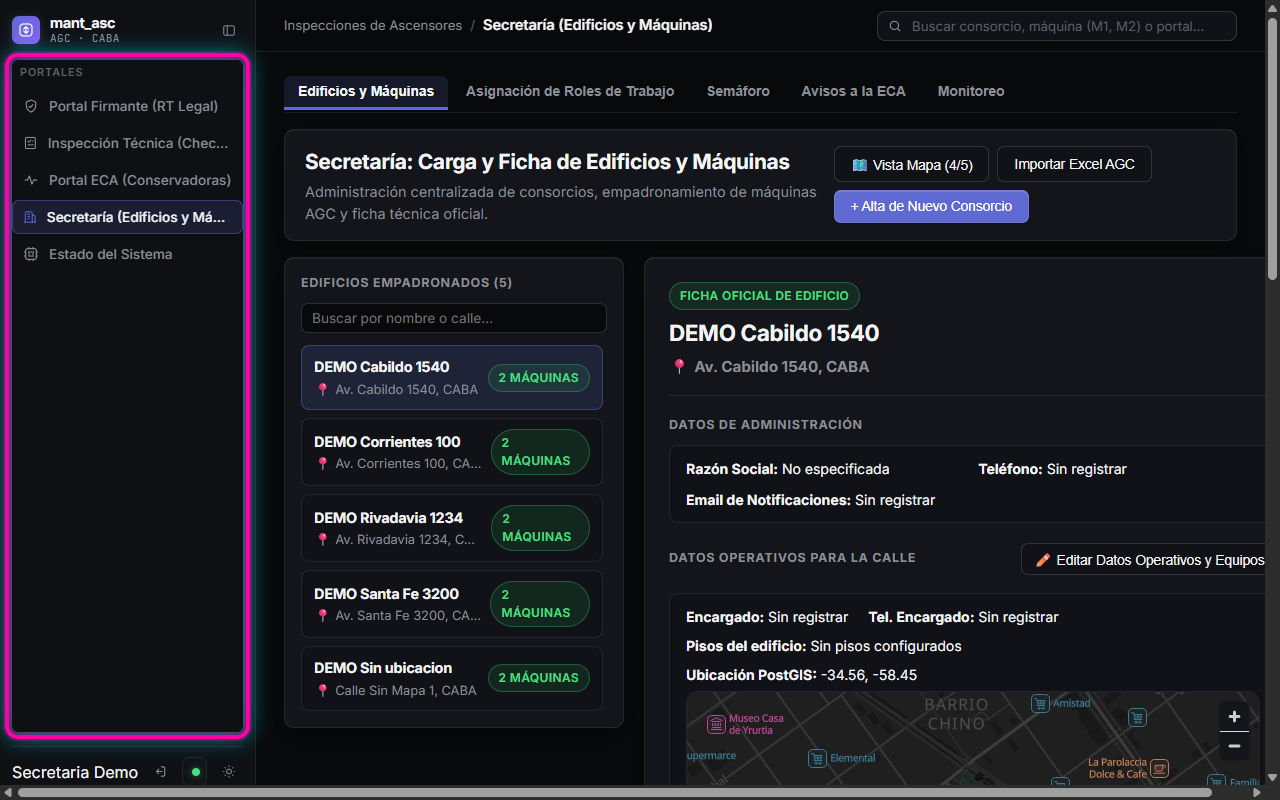 mant_asc
AGC · CABA
PORTALES
Portal Firmante (RT Legal)
Inspección Técnica (Chec...
Portal ECA (Conservadoras)
Secretaría (Edificios y Má...
Estado del Sistema
Secretaria Demo
Inspecciones de Ascensores / Secretaría (Edificios y Máquinas)
Buscar consorcio, máquina (M1, M2) o portal...
Edificios y Máquinas
Asignación de Roles de Trabajo
Semáforo
Avisos a la ECA
Monitoreo
Secretaría: Carga y Ficha de Edificios y Máquinas
Administración centralizada de consorcios, empadronamiento de máquinas
AGC y ficha técnica oficial.
Vista Mapa (4/5)
Importar Excel AGC
+ Alta de Nuevo Consorcio
EDIFICIOS EMPADRONADOS (5)
Buscar por nombre o calle...
DEMO Cabildo 1540
Av. Cabildo 1540, CABA
2 MÁQUINAS
DEMO Corrientes 100
Av. Corrientes 100, CA...
2
MÁQUINAS
DEMO Rivadavia 1234
Av. Rivadavia 1234, C...
2
MÁQUINAS
DEMO Santa Fe 3200
Av. Santa Fe 3200, CA...
2
MÁQUINAS
DEMO Sin ubicacion
Calle Sin Mapa 1, CABA
2 MÁQUINAS
FICHA OFICIAL DE EDIFICIO
DEMO Cabildo 1540
Av. Cabildo 1540, CABA
DATOS DE ADMINISTRACIÓN
Razón Social: No especificada
Teléfono: Sin registrar
Email de Notificaciones: Sin registrar
DATOS OPERATIVOS PARA LA CALLE
Editar Datos Operativos y Equipos
Encargado: Sin registrar
Tel. Encargado: Sin registrar
Pisos del edificio: Sin pisos configurados
Ubicación PostGIS: -34.56, -58.45
BARRIO
CHINO
Amistad
Museo Casa
de Yrurtia
upermarce
Elemental
La Parolaccia
Dolce & Cafe
Famili
+
−